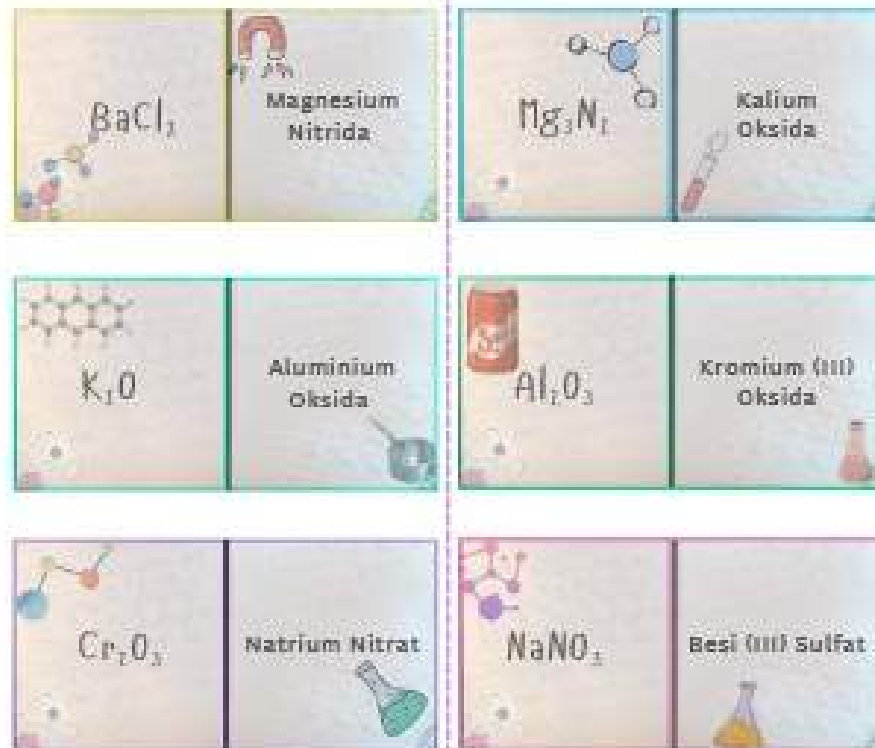 BaCl₂
Magnesium
Nitrida
Mg₃N₂
Kalium
Oksida
K₂O
Aluminium
Oksida
Al₂O₃
Kromium (III)
Oksida
Cr₂O₃
Natrium Nitrat
NaNO₃
Besi (III) Sulfat